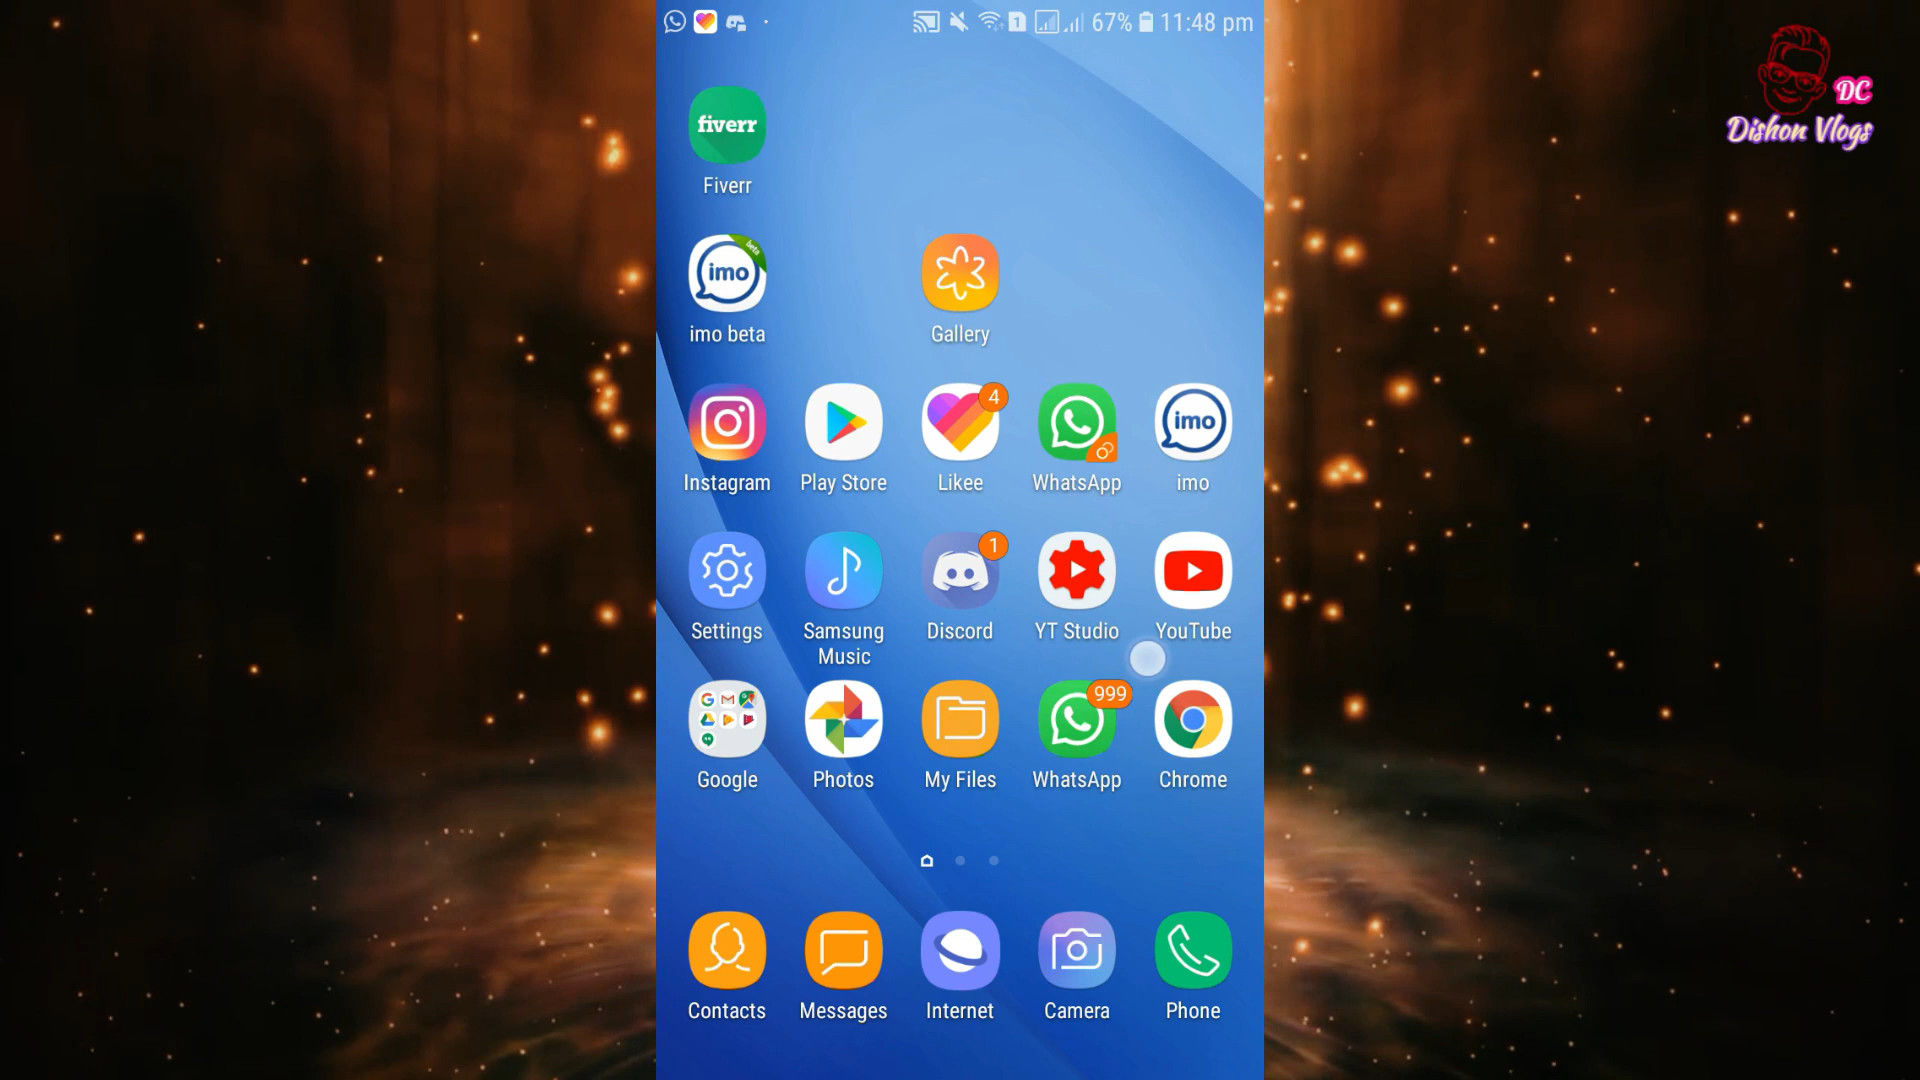 1 67% 11:48 pm
DC
Dishon Vlogs
fiverr
Fiverr
beta
imo
imo beta
Gallery
4
imo
Instagram Play Store Likee WhatsApp imo
1
Settings Samsung Music Discord YT Studio YouTube
999
Google Photos My Files WhatsApp Chrome
Contacts Messages Internet Camera Phone